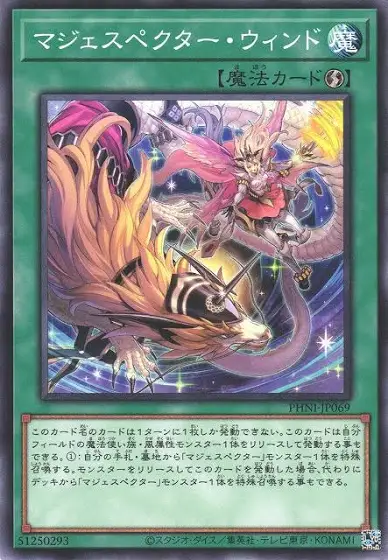 マジェスペクター・ウィンド 魔
【魔法カード】
PHNI-JP069
このカード名のカードは1ターンに1枚しか発動できない。このカードは自分
フィールドの魔法使い族・風属性モンスター1体をリリースして発動する事も
できる。①:自分の手札・墓地から「マジェスペクター」モンスター1体を特殊
召喚する。モンスターをリリースしてこのカードを発動した場合、代わりに
デッキから「マジェスペクター」モンスター1体を特殊召喚する事もできる。
51250293 ©スタジオ・ダイス/集英社・テレビ東京・KONAMI